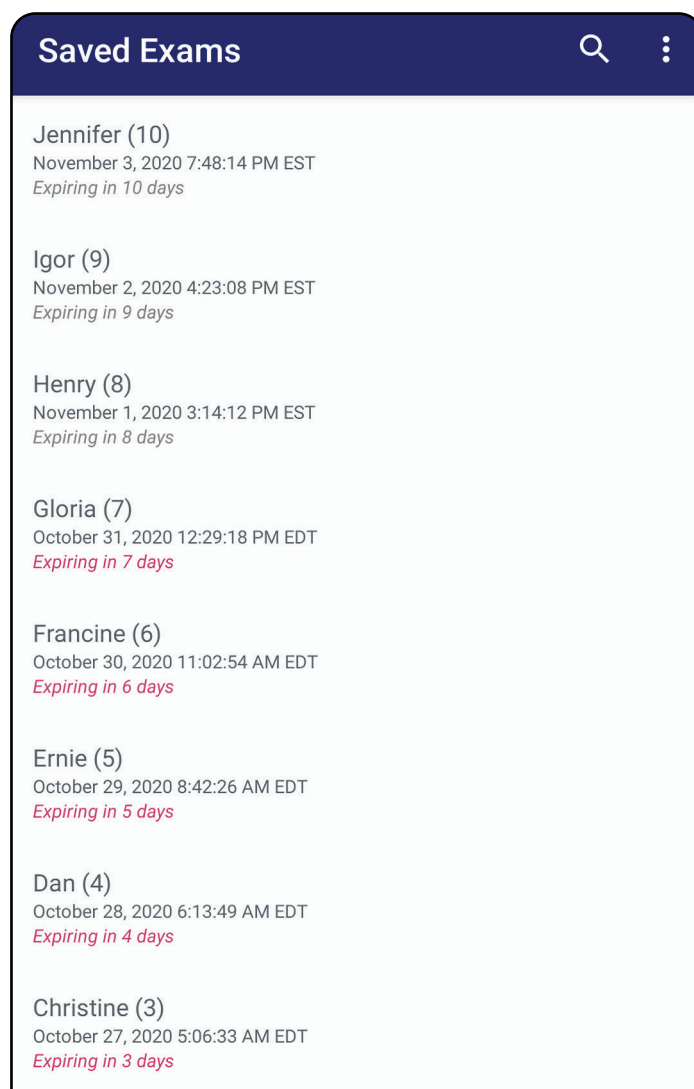 Saved Exams
Jennifer (10)
November 3, 2020 7:48:14 PM EST
Expiring in 10 days
Igor (9)
November 2, 2020 4:23:08 PM EST
Expiring in 9 days
Henry (8)
November 1, 2020 3:14:12 PM EST
Expiring in 8 days
Gloria (7)
October 31, 2020 12:29:18 PM EDT
Expiring in 7 days
Francine (6)
October 30, 2020 11:02:54 AM EDT
Expiring in 6 days
Ernie (5)
October 29, 2020 8:42:26 AM EDT
Expiring in 5 days
Dan (4)
October 28, 2020 6:13:49 AM EDT
Expiring in 4 days
Christine (3)
October 27, 2020 5:06:33 AM EDT
Expiring in 3 days